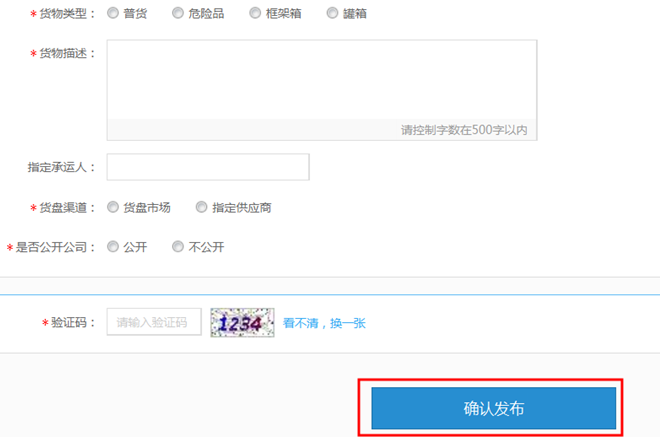 *货物类型： 普货 危险品 框架箱 罐箱
*货物描述：
请控制字数在500字以内
指定承运人：
*货盘渠道： 货盘市场 指定供应商
*是否公开公司： 公开 不公开
*验证码： 请输入验证码 1234 看不清，换一张
确认发布